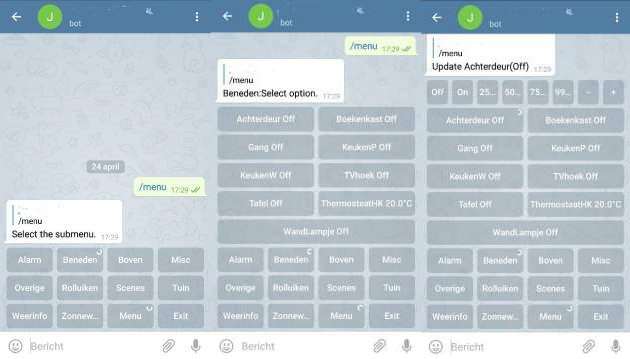 J
bot
24 april
/menu 17:29
/menu
Select the submenu. 17:29
Alarm Beneden Boven Misc
Overige Rolluiken Scenes Tuin
Weerinfo Zonnew... Menu Exit
Bericht
J
bot
/menu 17:29
/menu
Beneden:Select option. 17:29
Achterdeur Off Boekenkast Off
Gang Off KeukenP Off
KeukenW Off TVhoek Off
Tafel Off ThermostaatHK 20.0°C
WandLampje Off
Alarm Beneden Boven Misc
Overige Rolluiken Scenes Tuin
Weerinfo Zonnew... Menu Exit
Bericht
J
bot
/menu
Update Achterdeur(Off) 17:29
Off On 25... 50... 75... 99... - +
Achterdeur Off Boekenkast Off
Gang Off KeukenP Off
KeukenW Off TVhoek Off
Tafel Off ThermostaatHK 20.0°C
WandLampje Off
Alarm Beneden Boven Misc
Overige Rolluiken Scenes Tuin
Weerinfo Zonnew... Menu Exit
Bericht